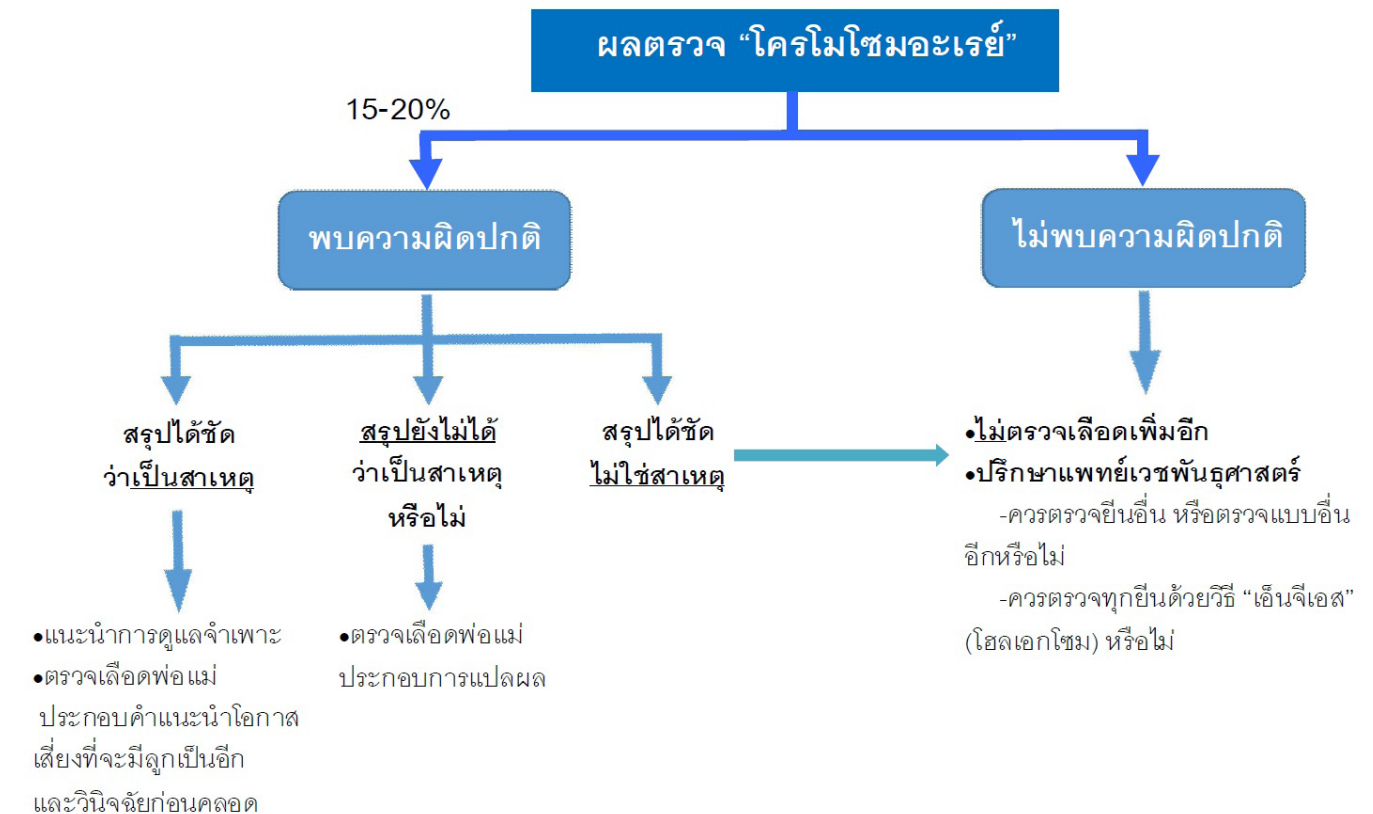 ผลตรวจ “โครโมโซมอะเรย์”
15-20%
พบความผิดปกติ
ไม่พบความผิดปกติ
สรุปได้ชัด
ว่าเป็นสาเหตุ
สรุปยังไม่ได้
ว่าเป็นสาเหตุ
หรือไม่
สรุปได้ชัด
ไม่ใช่สาเหตุ
•ไม่ตรวจเลือดเพิ่มอีก
•ปรึกษาแพทย์เวชพันธุศาสตร์
-ควรตรวจยีนอื่น หรือตรวจแบบอื่น
อีกหรือไม่
-ควรตรวจทุกยีนด้วยวิธี “เอ็นจีเอส”
(โฮลเอกโซม) หรือไม่
•แนะนำการดูแลจำเพาะ
•ตรวจเลือดพ่อแม่
ประกอบคำแนะนำโอกาส
เสี่ยงที่จะมีลูกเป็นอีก
และวินิจฉัยก่อนคลอด
•ตรวจเลือดพ่อแม่
ประกอบการแปลผล